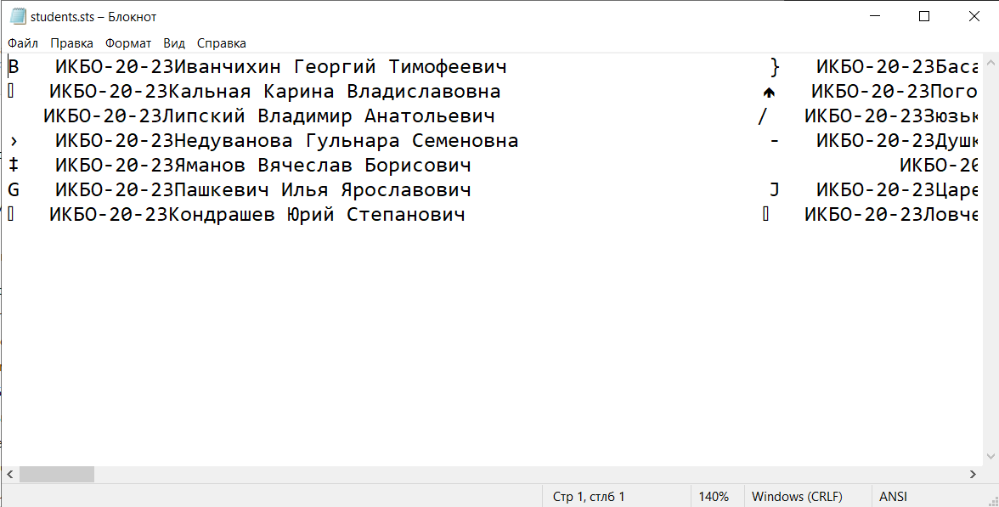 students.sts – Блокнот
Файл Правка Формат Вид Справка
B ИКБО-20-23Иванчихин Георгий Тимофеевич } ИКБО-20-23Баса
ИКБО-20-23Кальная Карина Владиславовна ИКБО-20-23Пого
ИКБО-20-23Липский Владимир Анатольевич / ИКБО-20-23Зюзьк
› ИКБО-20-23Недуванова Гульнара Семеновна - ИКБО-20-23Душк
‡ ИКБО-20-23Яманов Вячеслав Борисович ИКБО-20
G ИКБО-20-23Пашкевич Илья Ярославович J ИКБО-20-23Царе
ИКБО-20-23Кондрашев Юрий Степанович ИКБО-20-23Ловче
Стр 1, стлб 1 140% Windows (CRLF) ANSI